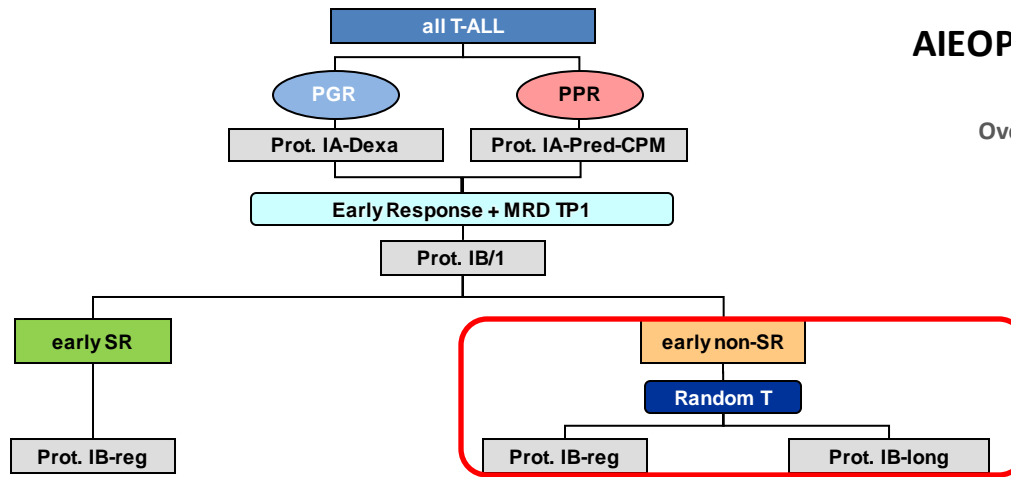 all T-ALL
AIEOP
PGR
PPR
Prot. IA-Dexa
Prot. IA-Pred-CPM
Early Response + MRD TP1
Prot. IB/1
early SR
early non-SR
Random T
Prot. IB-reg
Prot. IB-reg
Prot. IB-long